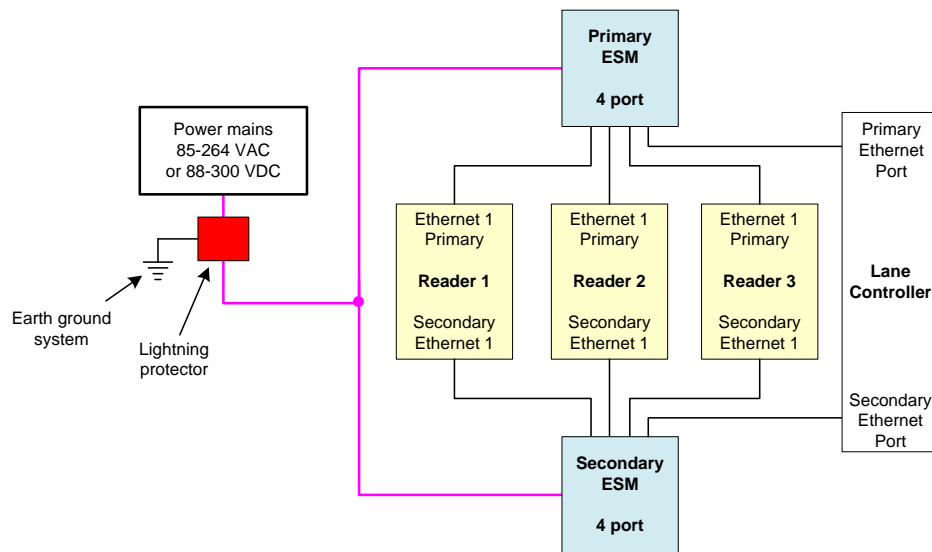 Primary
ESM
4 port
Power mains
85-264 VAC
or 88-300 VDC
Earth ground
system
Lightning
protector
Ethernet 1
Primary
Reader 1
Secondary
Ethernet 1
Ethernet 1
Primary
Reader 2
Secondary
Ethernet 1
Ethernet 1
Primary
Reader 3
Secondary
Ethernet 1
Primary
Ethernet
Port
Lane
Controller
Secondary
Ethernet
Port
Secondary
ESM
4 port